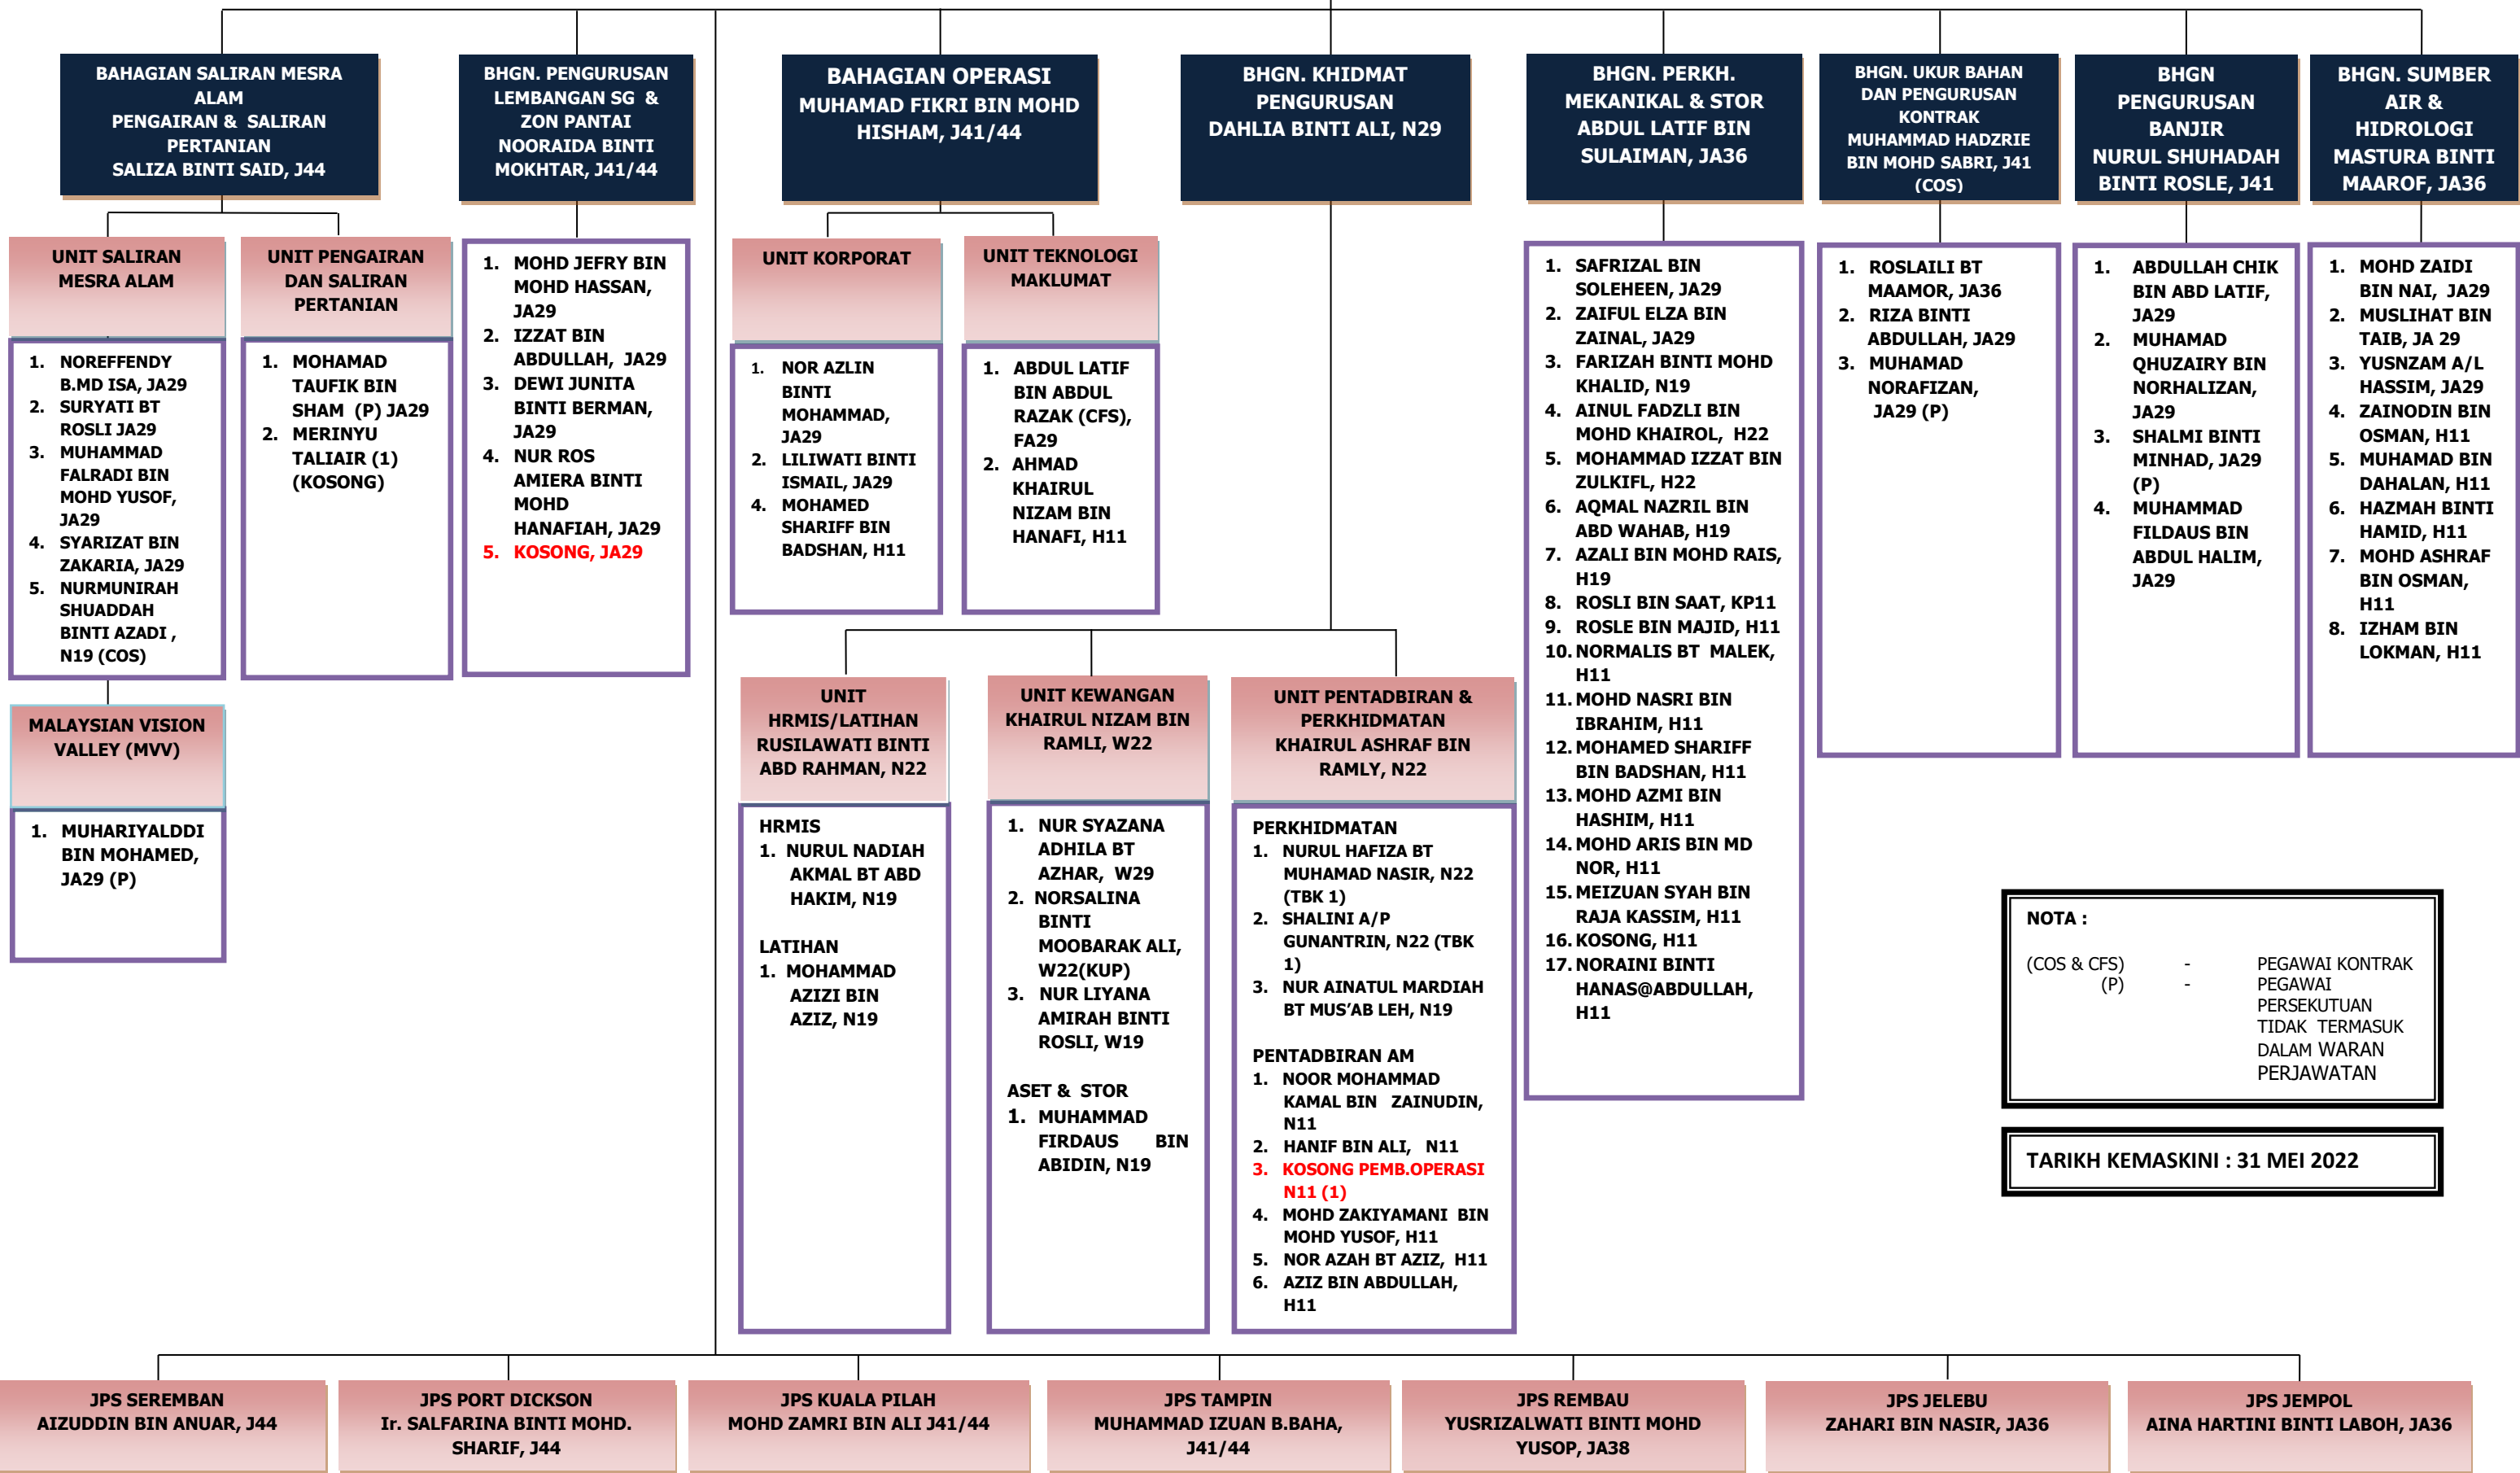 BAHAGIAN SALIRAN MESRA
ALAM
PENGAIRAN & SALIRAN
PERTANIAN
SALIZA BINTI SAID, J44
BHGN. PENGURUSAN
LEMBANGAN SG & 
ZON PANTAI
NOORAIDA BINTI
MOKHTAR, J41/44
BAHAGIAN OPERASI
MUHAMAD FIKRI BIN MOHD
HISHAM, J41/44
BHGN. KHIDMAT
PENGURUSAN
DAHLIA BINTI ALI, N29
BHGN. PERKH.
MEKANIKAL & STOR
ABDUL LATIF BIN
SULAIMAN, JA36
BHGN. UKUR BAHAN
DAN PENGURUSAN
KONTRAK
MUHAMMAD HADZRIE
BIN MOHD SABRI, J41
(COS)
BHGN
PENGURUSAN
BANJIR
NURUL SHUHADAH
BINTI ROSLE, J41
BHGN. SUMBER
AIR &
HIDROLOGI
MASTURA BINTI
MAAROF, JA36
UNIT SALIRAN
MESRA ALAM
1. NOREFFENDY
B.MD ISA, JA29
2. SURYATI BT
ROSLI JA29
3. MUHAMMAD
FALRADI BIN
MOHD YUSOF,
JA29
4. SYARIZAT BIN
ZAKARIA, JA29
5. NURMUNIRAH
SHUADDAH
BINTI AZADI ,
N19 (COS)
MALAYSIAN VISION
VALLEY (MVV)
1. MUHARIYALDDI
BIN MOHAMED,
JA29 (P)
UNIT PENGAIRAN
DAN SALIRAN
PERTANIAN
1. MOHAMAD
TAUFIK BIN
SHAM (P) JA29
2. MERINYU
TALIAIR (1)
(KOSONG)
1. MOHD JEFRY BIN
MOHD HASSAN,
JA29
2. IZZAT BIN
ABDULLAH, JA29
3. DEWI JUNITA
BINTI BERMAN,
JA29
4. NUR ROS
AMIERA BINTI
MOHD
HANAFIAH, JA29
5. KOSONG, JA29
UNIT KORPORAT
1. NOR AZLIN
BINTI
MOHAMMAD,
JA29
2. LILIWATI BINTI
ISMAIL, JA29
4. MOHAMED
SHARIFF BIN
BADSHAN, H11
UNIT TEKNOLOGI
MAKLUMAT
1. ABDUL LATIF
BIN ABDUL
RAZAK (CFS),
FA29
2. AHMAD
KHAIRUL
NIZAM BIN
HANAFI, H11
UNIT
HRMIS/LATIHAN
RUSILAWATI BINTI
ABD RAHMAN, N22
HRMIS
1. NURUL NADIAH
AKMAL BT ABD
HAKIM, N19
LATIHAN
1. MOHAMMAD
AZIZI BIN
AZIZ, N19
UNIT KEWANGAN
KHAIRUL NIZAM BIN
RAMLI, W22
1. NUR SYAZANA
ADHILA BT
AZHAR, W29
2. NORSALINA
BINTI
MOOBARAK ALI,
W22(KUP)
3. NUR LIYANA
AMIRAH BINTI
ROSLI, W19
ASET & STOR
1. MUHAMMAD
FIRDAUS BIN
ABIDIN, N19
UNIT PENTADBIRAN &
PERKHIDMATAN
KHAIRUL ASHRAF BIN
RAMLY, N22
PERKHIDMATAN
1. NURUL HAFIZA BT
MUHAMAD NASIR, N22
(TBK 1)
2. SHALINI A/P
GUNANTRIN, N22 (TBK
1)
3. NUR AINATUL MARDIAH
BT MUS’AB LEH, N19
PENTADBIRAN AM
1. NOOR MOHAMMAD
KAMAL BIN ZAINUDIN,
N11
2. HANIF BIN ALI, N11
3. KOSONG PEMB.OPERASI
N11 (1)
4. MOHD ZAKIYAMANI BIN
MOHD YUSOF, H11
5. NOR AZAH BT AZIZ, H11
6. AZIZ BIN ABDULLAH,
H11
1. SAFRIZAL BIN
SOLEHEEN, JA29
2. ZAIFUL ELZA BIN
ZAINAL, JA29
3. FARIZAH BINTI MOHD
KHALID, N19
4. AINUL FADZLI BIN
MOHD KHAIROL, H22
5. MOHAMMAD IZZAT BIN
ZULKIFL, H22
6. AQMAL NAZRIL BIN
ABD WAHAB, H19
7. AZALI BIN MOHD RAIS,
H19
8. ROSLI BIN SAAT, KP11
9. ROSLE BIN MAJID, H11
10. NORMALIS BT MALEK,
H11
11. MOHD NASRI BIN
IBRAHIM, H11
12. MOHAMED SHARIFF
BIN BADSHAN, H11
13. MOHD AZMI BIN
HASHIM, H11
14. MOHD ARIS BIN MD
NOR, H11
15. MEIZUAN SYAH BIN
RAJA KASSIM, H11
16. KOSONG, H11
17. NORAINI BINTI
HANAS@ABDULLAH,
H11
1. ROSLAILI BT
MAAMOR, JA36
2. RIZA BINTI
ABDULLAH, JA29
3. MUHAMAD
NORAFIZAN,
JA29 (P)
1. ABDULLAH CHIK
BIN ABD LATIF,
JA29
2. MUHAMAD
QHUZAIRY BIN
NORHALIZAN,
JA29
3. SHALMI BINTI
MINHAD, JA29
(P)
4. MUHAMMAD
FILDAUS BIN
ABDUL HALIM,
JA29
1. MOHD ZAIDI
BIN NAI, JA29
2. MUSLIHAT BIN
TAIB, JA 29
3. YUSNZAM A/L
HASSIM, JA29
4. ZAINODIN BIN
OSMAN, H11
5. MUHAMAD BIN
DAHALAN, H11
6. HAZMAH BINTI
HAMID, H11
7. MOHD ASHRAF
BIN OSMAN,
H11
8. IZHAM BIN
LOKMAN, H11
NOTA :
(COS & CFS) - PEGAWAI KONTRAK
(P) - PEGAWAI
PERSEKUTUAN
TIDAK TERMASUK
DALAM WARAN
PERJAWATAN
TARIKH KEMASKINI : 31 MEI 2022
JPS SEREMBAN
AIZUDDIN BIN ANUAR, J44
JPS PORT DICKSON
Ir. SALFARINA BINTI MOHD.
SHARIF, J44
JPS KUALA PILAH
MOHD ZAMRI BIN ALI J41/44
JPS TAMPIN
MUHAMMAD IZUAN B.BAHA,
J41/44
JPS REMBAU
YUSRIZALWATI BINTI MOHD
YUSOP, JA38
JPS JELEBU
ZAHARI BIN NASIR, JA36
JPS JEMPOL
AINA HARTINI BINTI LABOH, JA36